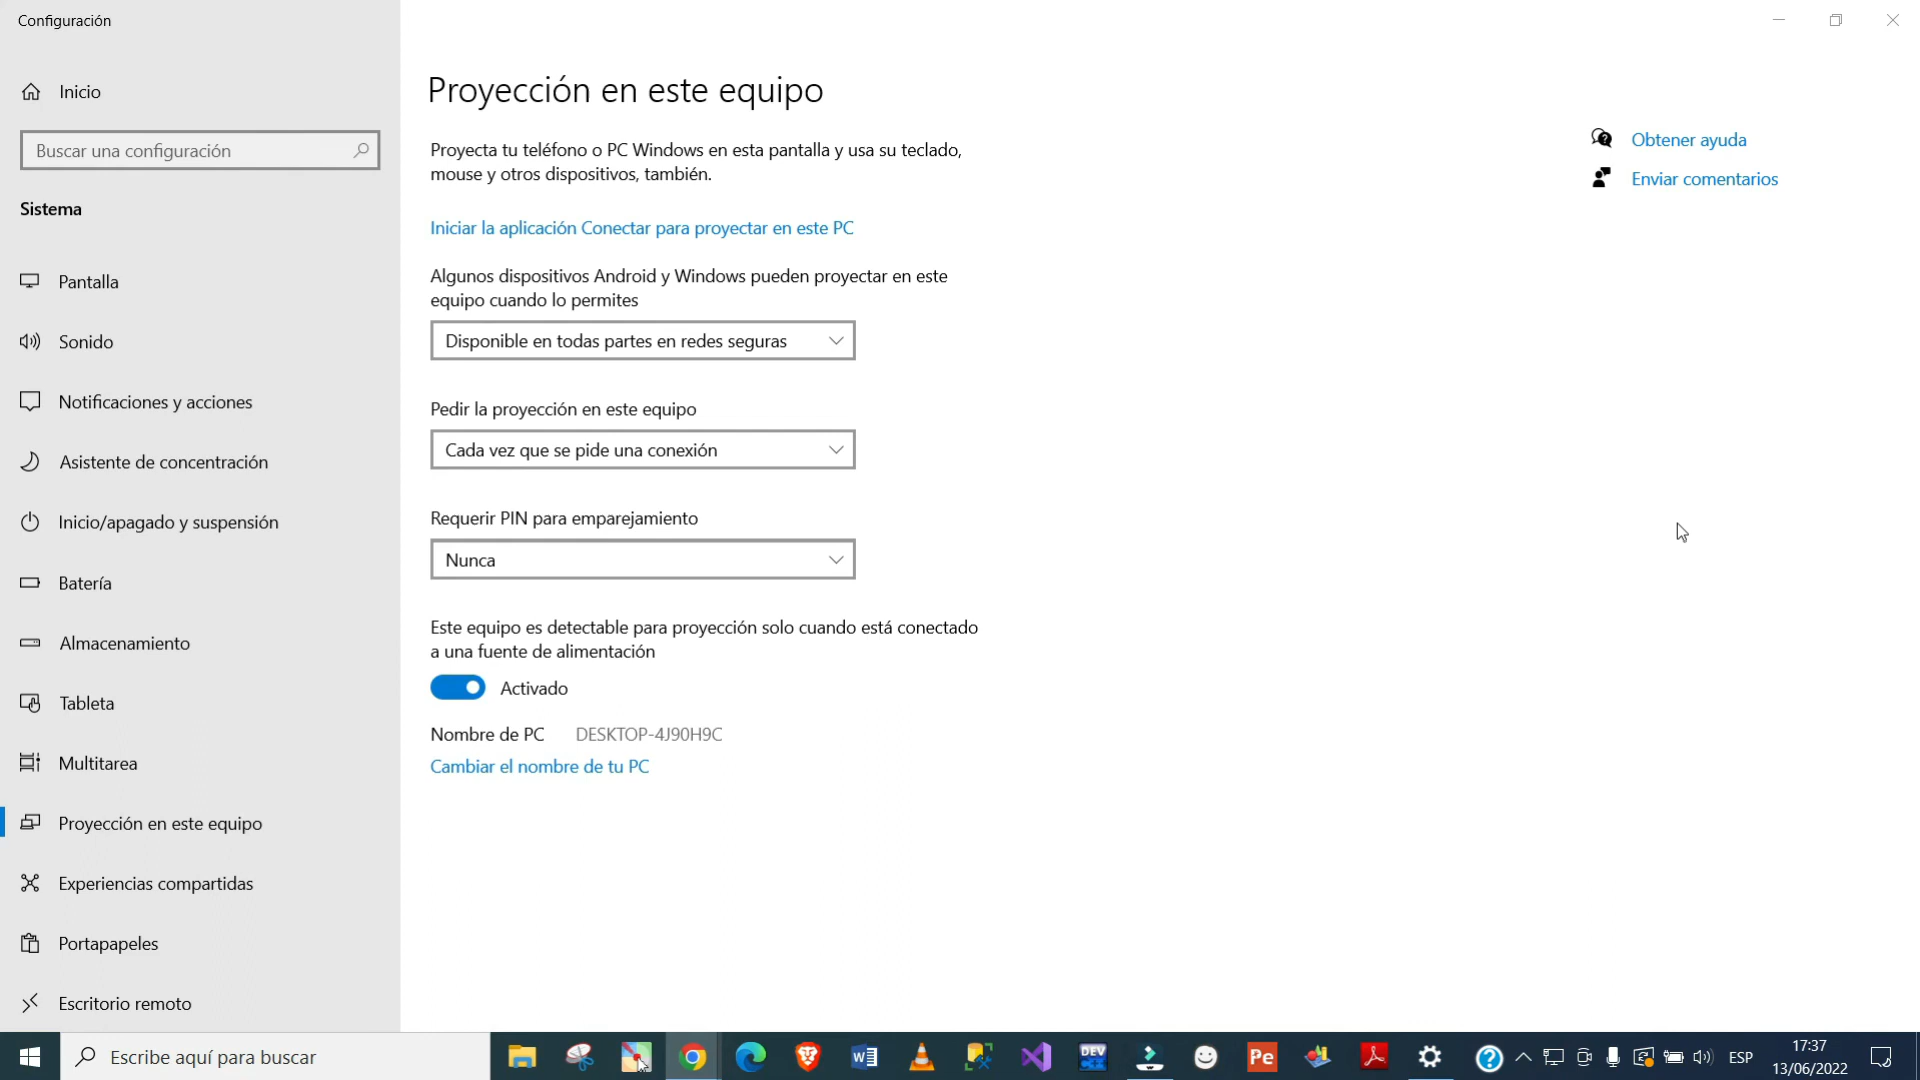 Configuración
Inicio
Buscar una configuración
Sistema
Pantalla
Sonido
Notificaciones y acciones
Asistente de concentración
Inicio/apagado y suspensión
Batería
Almacenamiento
Tableta
Multitarea
Proyección en este equipo
Experiencias compartidas
Portapapeles
Escritorio remoto
Proyección en este equipo
Proyecta tu teléfono o PC Windows en esta pantalla y usa su teclado,
mouse y otros dispositivos, también.
Iniciar la aplicación Conectar para proyectar en este PC
Algunos dispositivos Android y Windows pueden proyectar en este
equipo cuando lo permites
Disponible en todas partes en redes seguras
Pedir la proyección en este equipo
Cada vez que se pide una conexión
Requerir PIN para emparejamiento
Nunca
Este equipo es detectable para proyección solo cuando está conectado
a una fuente de alimentación
Activado
Nombre de PC DESKTOP-4J90H9C
Cambiar el nombre de tu PC
Obtener ayuda
Enviar comentarios
Escribe aquí para buscar
DEV
Pe
ESP
17:37
13/06/2022